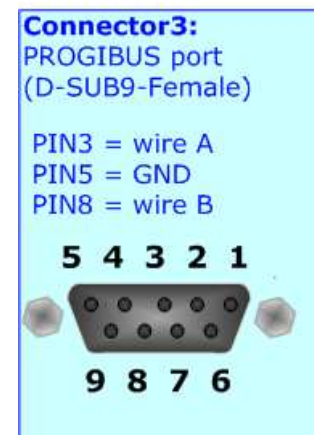 Connector3:
PROGIBUS port
(D-SUB9-Female)
PIN3 = wire A
PIN5 = GND
PIN8 = wire B
5 4 3 2 1
9 8 7 6